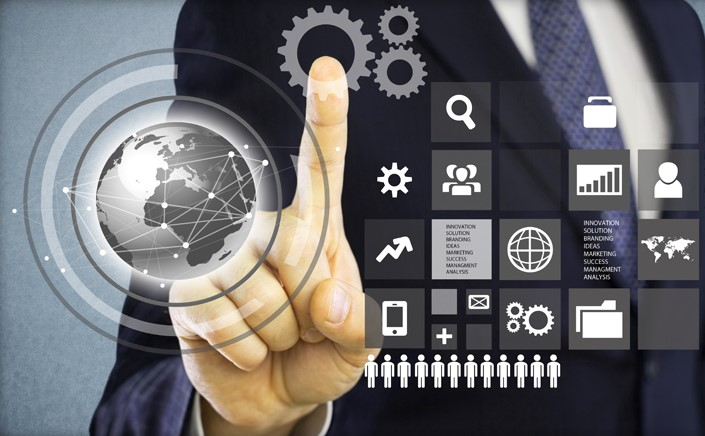 INNOVATION
SOLUTION
BRANDING
IDEAS
MARKETING
SUCCESS
MANAGMENT
ANALYSIS
INNOVATION
SOLUTION
BRANDING
IDEAS
MARKETING
SUCCESS
MANAGMENT
ANALYSIS